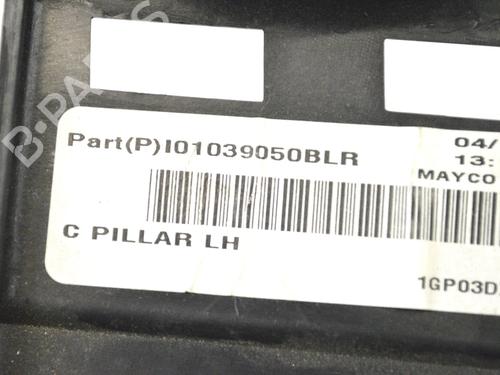 B-PARTS
Part(P)I01039050BLR
04/
13:
MAYCO
C PILLAR LH
1GP03D